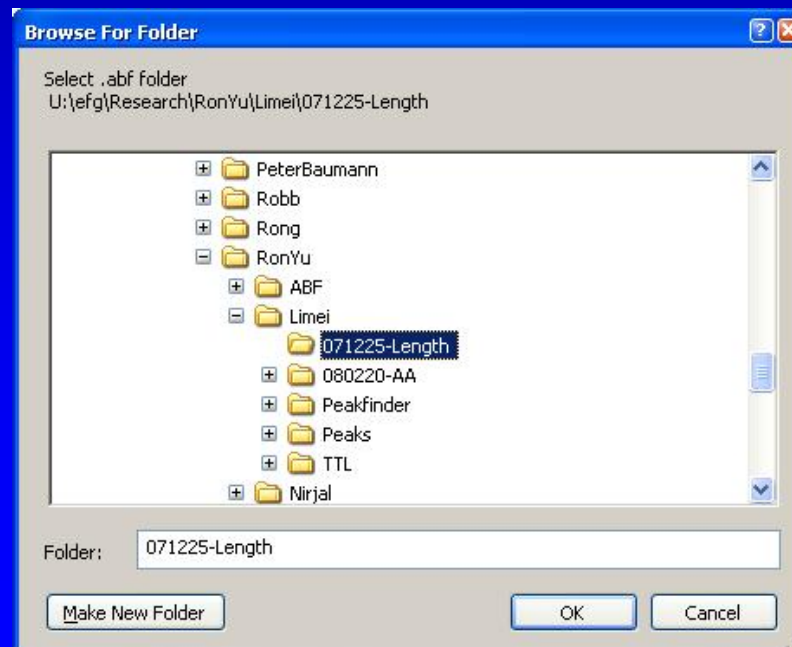 Browse For Folder
Select .abf folder
U:\efg\Research\RonYu\Limei\071225-Length
PeterBaumann
Robb
Rong
RonYu
ABF
Limei
071225-Length
080220-AA
Peakfinder
Peaks
TTL
Nirjal
Folder: 071225-Length
Make New Folder OK Cancel